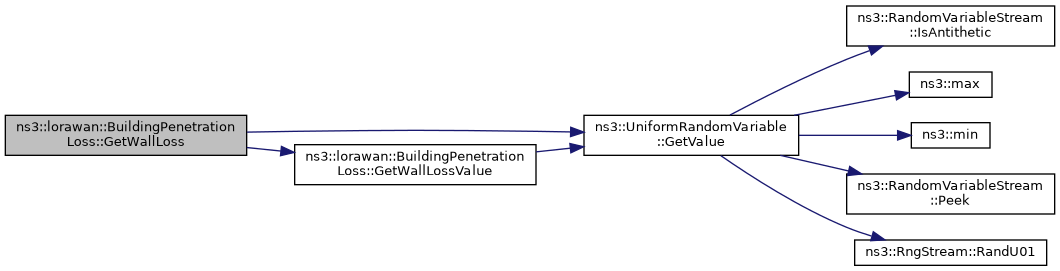 ns3::lorawan::BuildingPenetration
Loss::GetWallLoss
ns3::lorawan::BuildingPenetration
Loss::GetWallLossValue
ns3::UniformRandomVariable
::GetValue
ns3::RandomVariableStream
::IsAntithetic
ns3::max
ns3::min
ns3::RandomVariableStream
::Peek
ns3::RngStream::RandU01